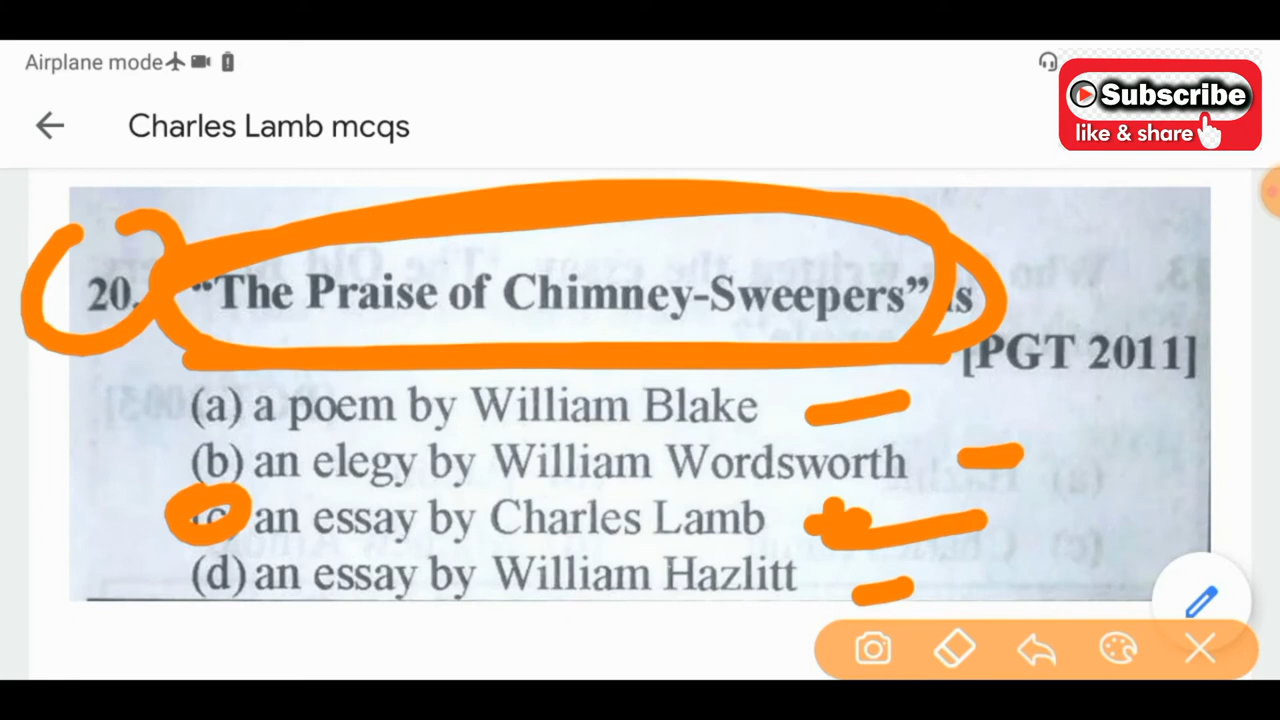 Airplane mode
Subscribe
like & share
Charles Lamb mcqs
20. “The Praise of Chimney-Sweepers” is
[PGT 2011]
(a) a poem by William Blake
(b) an elegy by William Wordsworth
(c) an essay by Charles Lamb
(d) an essay by William Hazlitt